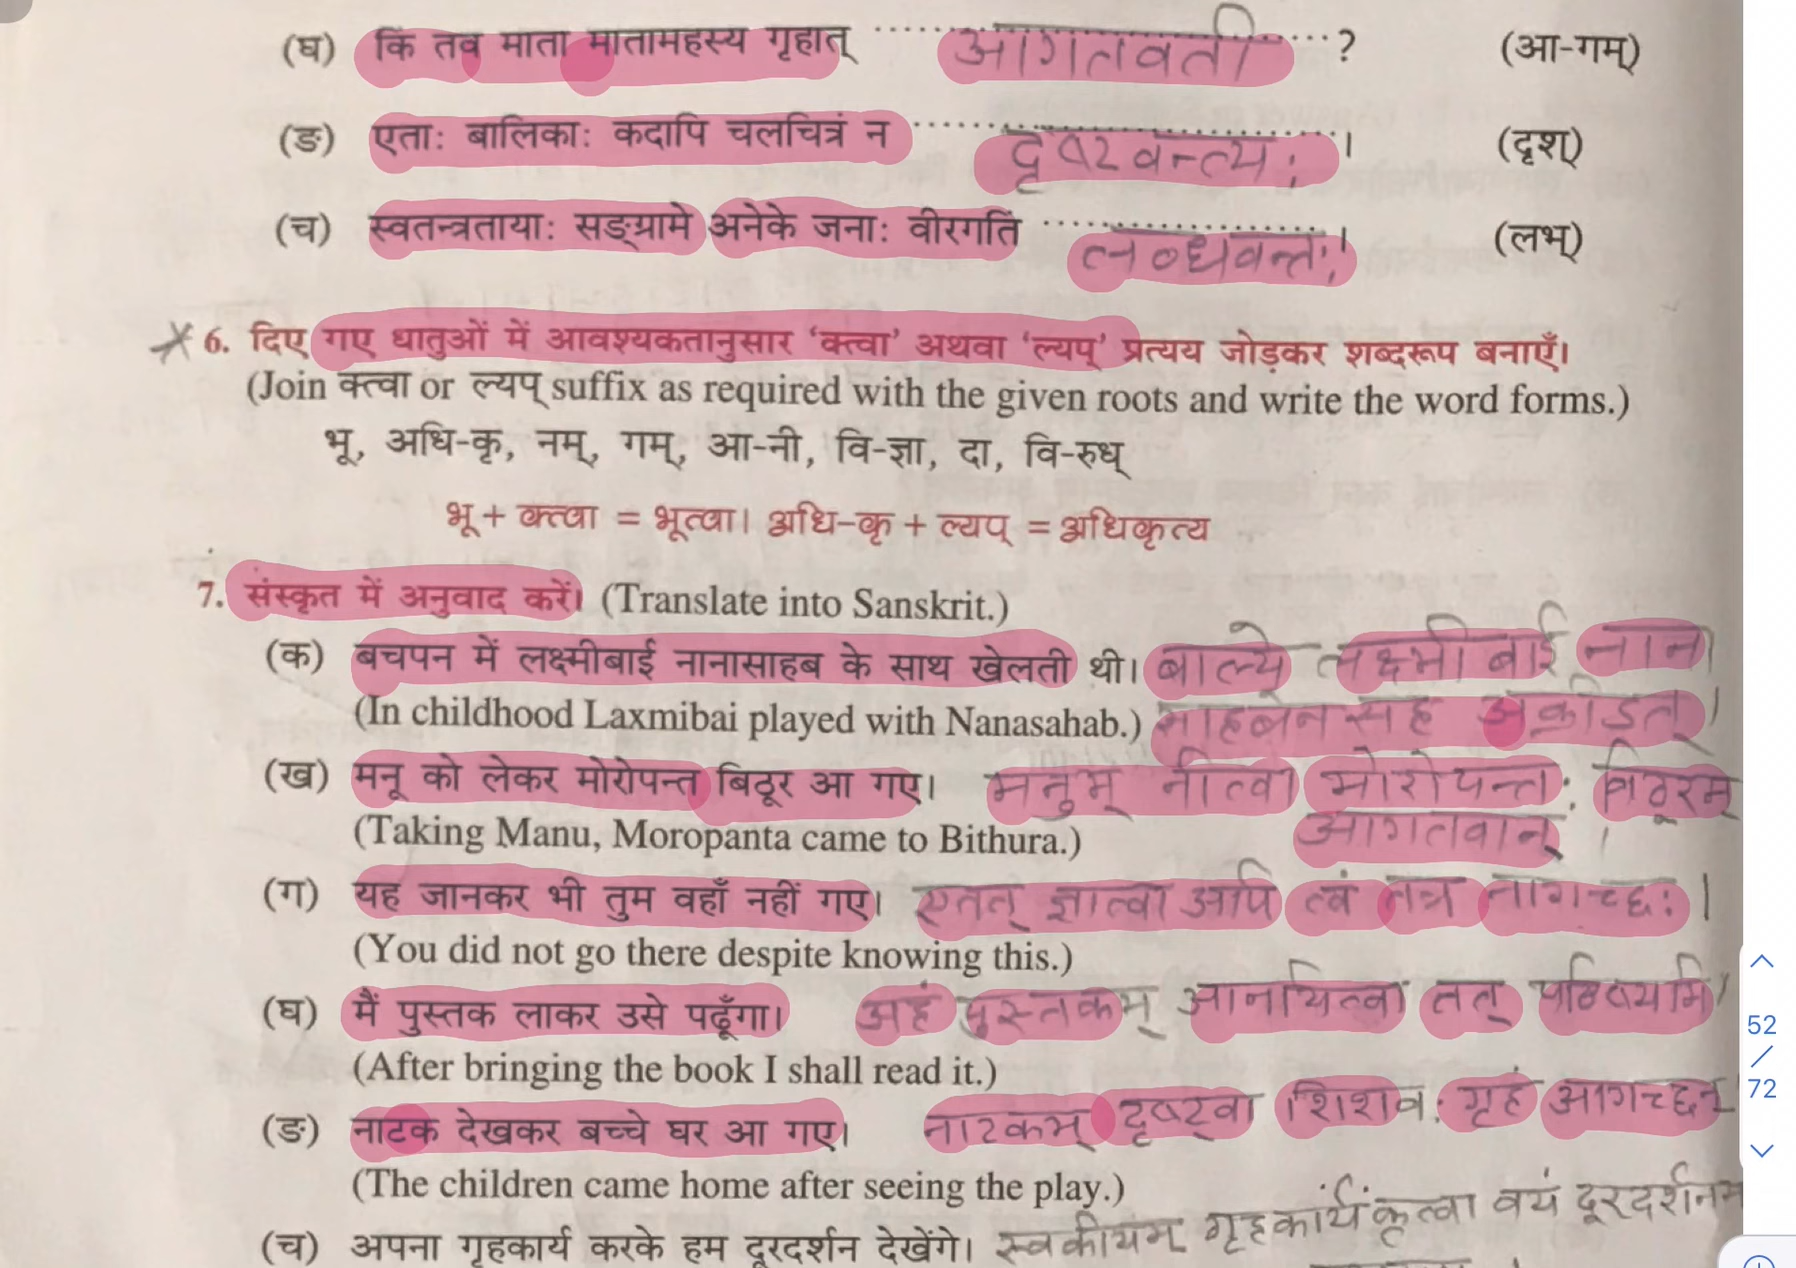 (घ) किं तव माता मातामहस्य गृहात् .......... आगतवती ..........? (आ-गम्)
(ङ) एताः बालिकाः कदापि चलचित्रं न .......... दृष्टवन्त्यः ..........। (दृश्)
(च) स्वतन्त्रतायाः सङ्ग्रामे अनेके जनाः वीरगतिं .......... लब्धवन्तः ..........। (लभ्)
6. दिए गए धातुओं में आवश्यकतानुसार ‘क्त्वा’ अथवा ‘ल्यप्’ प्रत्यय जोड़कर शब्दरूप बनाएँ।
(Join क्त्वा or ल्यप् suffix as required with the given roots and write the word forms.)
भू, अधि-कृ, नम्, गम्, आ-नी, वि-ज्ञा, दा, वि-रुध्
भू + क्त्वा = भूत्वा। अधि-कृ + ल्यप् = अधिकृत्य
7. संस्कृत में अनुवाद करें। (Translate into Sanskrit.)
(क) बचपन में लक्ष्मीबाई नानासाहब के साथ खेलती थी। बाल्ये लक्ष्मीबाई नाना
(In childhood Laxmibai played with Nanasahab.) साहबेन सह अक्रीडत्।
(ख) मनू को लेकर मोरोपन्त बिठूर आ गए। मनुम् नीत्वा मोरोपन्तः बिठूरम्
(Taking Manu, Moropanta came to Bithura.) आगतवान्।
(ग) यह जानकर भी तुम वहाँ नहीं गए। एतत् ज्ञात्वा अपि त्वं तत्र नागच्छः।
(You did not go there despite knowing this.)
(घ) मैं पुस्तक लाकर उसे पढूँगा। अहं पुस्तकम् आनयित्वा तत् पठिष्यमि।
(After bringing the book I shall read it.)
(ङ) नाटक देखकर बच्चे घर आ गए। नाटकम् दृष्ट्वा शिशवः गृहं आगच्छन्
(The children came home after seeing the play.)
(च) अपना गृहकार्य करके हम दूरदर्शन देखेंगे। स्वकीयम् गृहकार्यं कृत्वा वयं दूरदर्शनम्
52
/
72